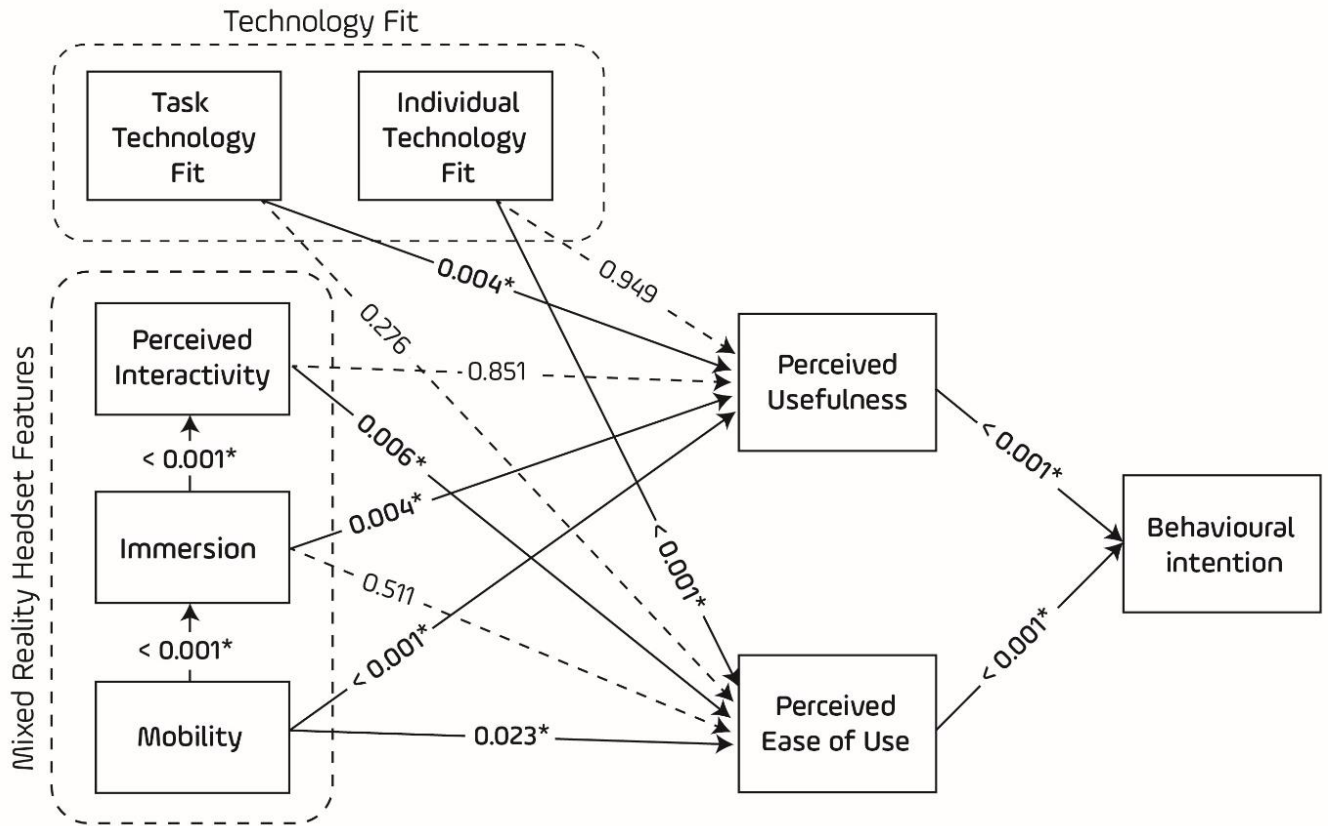 Technology Fit
Task
Technology
Fit
Individual
Technology
Fit
0.004*
0.949
0.276
Mixed Reality Headset Features
Perceived
Interactivity
0.851
Perceived
Usefulness
0.006*
< 0.001*
< 0.001*
0.004*
Immersion
< 0.001*
Behavioural
intention
0.511
< 0.001*
< 0.001*
< 0.001*
Mobility
0.023*
Perceived
Ease of Use